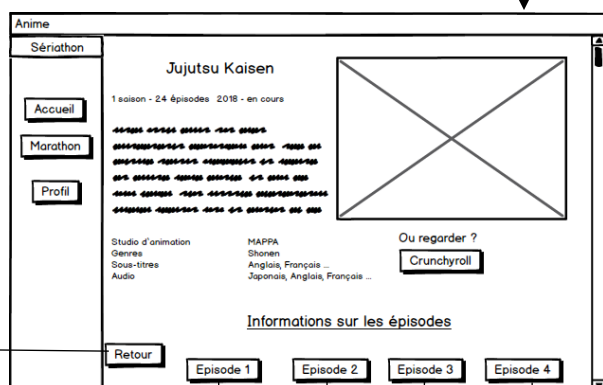 Anime
Sériathon
Jujutsu Kaisen
1 saison - 24 épisodes 2018 - en cours
Accueil
Marathon
Profil
Studio d'animation MAPPA
Genres Shonen
Sous-titres Anglais, Français ...
Audio Japonais, Anglais, Français ...
Ou regarder ?
Crunchyroll
Informations sur les épisodes
Retour
Episode 1 Episode 2 Episode 3 Episode 4